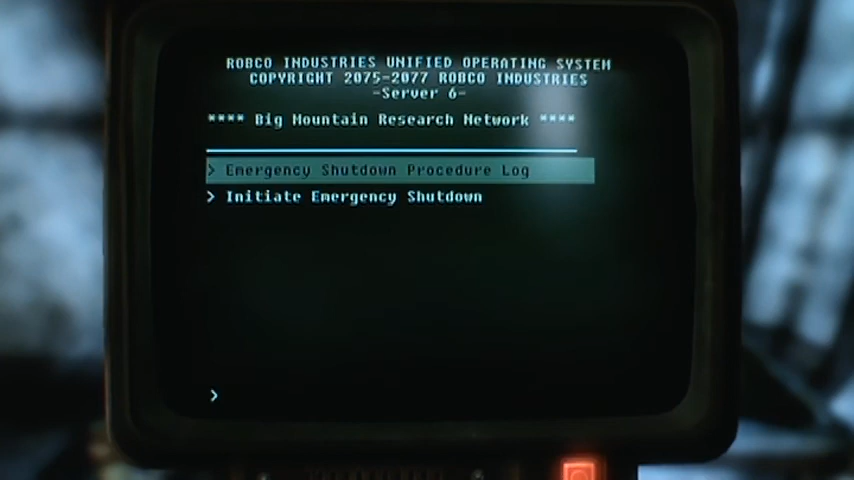 ROBCO INDUSTRIES UNIFIED OPERATING SYSTEM
COPYRIGHT 2075-2077 ROBCO INDUSTRIES
-Server 6-
**** Big Mountain Research Network ****
> Emergency Shutdown Procedure Log
> Initiate Emergency Shutdown
>